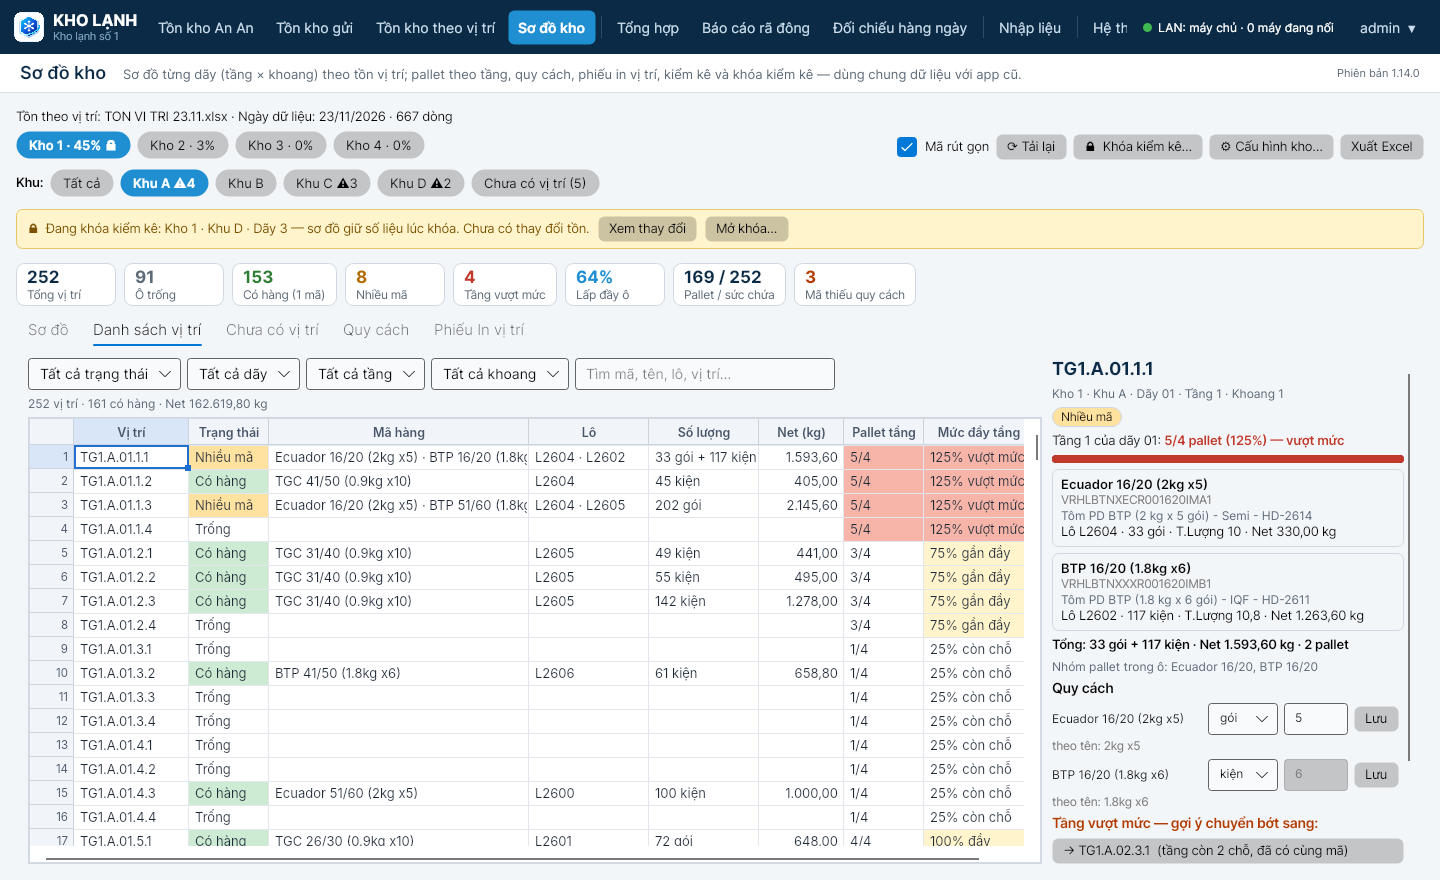 KHO LẠNH
Kho lạnh số 1
Tồn kho An An
Tồn kho gửi
Tồn kho theo vị trí
Sơ đồ kho
Tổng hợp
Báo cáo rã đông
Đối chiếu hàng ngày
Nhập liệu
Hệ th
LAN: máy chủ · 0 máy đang nối
admin ▾
Sơ đồ kho
Sơ đồ từng dãy (tầng × khoang) theo tồn vị trí; pallet theo tầng, quy cách, phiếu in vị trí, kiểm kê và khóa kiểm kê — dùng chung dữ liệu với app cũ.
Phiên bản 1.14.0
Tồn theo vị trí: TON VI TRI 23.11.xlsx · Ngày dữ liệu: 23/11/2026 · 667 dòng
Kho 1 · 45%
Kho 2 · 3%
Kho 3 · 0%
Kho 4 · 0%
Mã rút gọn
⟳ Tải lại
Khóa kiểm kê...
⚙ Cấu hình kho...
Xuất Excel
Khu:
Tất cả
Khu A ⚠4
Khu B
Khu C ⚠3
Khu D ⚠2
Chưa có vị trí (5)
Đang khóa kiểm kê: Kho 1 · Khu D · Dãy 3 — sơ đồ giữ số liệu lúc khóa. Chưa có thay đổi tồn.
Xem thay đổi
Mở khóa...
252
Tổng vị trí
91
Ô trống
153
Có hàng (1 mã)
8
Nhiều mã
4
Tầng vượt mức
64%
Lấp đầy ô
169 / 252
Pallet / sức chứa
3
Mã thiếu quy cách
Sơ đồ
Danh sách vị trí
Chưa có vị trí
Quy cách
Phiếu In vị trí
Tất cả trạng thái
Tất cả dãy
Tất cả tầng
Tất cả khoang
Tìm mã, tên, lô, vị trí...
252 vị trí · 161 có hàng · Net 162.619,80 kg
Vị trí Trạng thái Mã hàng Lô Số lượng Net (kg) Pallet tầng Mức đầy tầng
1 TG1.A.01.1.1 Nhiều mã Ecuador 16/20 (2kg x5) · BTP 16/20 (1.8kg L2604 · L2602 33 gói + 117 kiện 1.593,60 5/4 125% vượt mức
2 TG1.A.01.1.2 Có hàng TGC 41/50 (0.9kg x10) L2604 45 kiện 405,00 5/4 125% vượt mức
3 TG1.A.01.1.3 Nhiều mã Ecuador 16/20 (2kg x5) · BTP 51/60 (1.8kg L2604 · L2605 202 gói 2.145,60 5/4 125% vượt mức
4 TG1.A.01.1.4 Trống 5/4 125% vượt mức
5 TG1.A.01.2.1 Có hàng TGC 31/40 (0.9kg x10) L2605 49 kiện 441,00 3/4 75% gần đầy
6 TG1.A.01.2.2 Có hàng TGC 31/40 (0.9kg x10) L2605 55 kiện 495,00 3/4 75% gần đầy
7 TG1.A.01.2.3 Có hàng TGC 31/40 (0.9kg x10) L2605 142 kiện 1.278,00 3/4 75% gần đầy
8 TG1.A.01.2.4 Trống 3/4 75% gần đầy
9 TG1.A.01.3.1 Trống 1/4 25% còn chỗ
10 TG1.A.01.3.2 Có hàng BTP 41/50 (1.8kg x6) L2606 61 kiện 658,80 1/4 25% còn chỗ
11 TG1.A.01.3.3 Trống 1/4 25% còn chỗ
12 TG1.A.01.3.4 Trống 1/4 25% còn chỗ
13 TG1.A.01.4.1 Trống 1/4 25% còn chỗ
14 TG1.A.01.4.2 Trống 1/4 25% còn chỗ
15 TG1.A.01.4.3 Có hàng Ecuador 51/60 (2kg x5) L2600 100 kiện 1.000,00 1/4 25% còn chỗ
16 TG1.A.01.4.4 Trống 1/4 25% còn chỗ
17 TG1.A.01.5.1 Có hàng TGC 26/30 (0.9kg x10) L2601 72 gói 648,00 4/4 100% đầy
TG1.A.01.1.1
Kho 1 · Khu A · Dãy 01 · Tầng 1 · Khoang 1
Nhiều mã
Tầng 1 của dãy 01: 5/4 pallet (125%) — vượt mức
Ecuador 16/20 (2kg x5)
VRHLBTNXECR001620IMA1
Tôm PD BTP (2 kg x 5 gói) - Semi - HD-2614
Lô L2604 · 33 gói · T.Lượng 10 · Net 330,00 kg
BTP 16/20 (1.8kg x6)
VRHLBTNXXXR001620IMB1
Tôm PD BTP (1.8 kg x 6 gói) - IQF - HD-2611
Lô L2602 · 117 kiện · T.Lượng 10,8 · Net 1.263,60 kg
Tổng: 33 gói + 117 kiện · Net 1.593,60 kg · 2 pallet
Nhóm pallet trong ô: Ecuador 16/20, BTP 16/20
Quy cách
Ecuador 16/20 (2kg x5) gói 5 Lưu
theo tên: 2kg x5
BTP 16/20 (1.8kg x6) kiện 6 Lưu
theo tên: 1.8kg x6
Tầng vượt mức — gợi ý chuyển bớt sang:
→ TG1.A.02.3.1 (tầng còn 2 chỗ, đã có cùng mã)